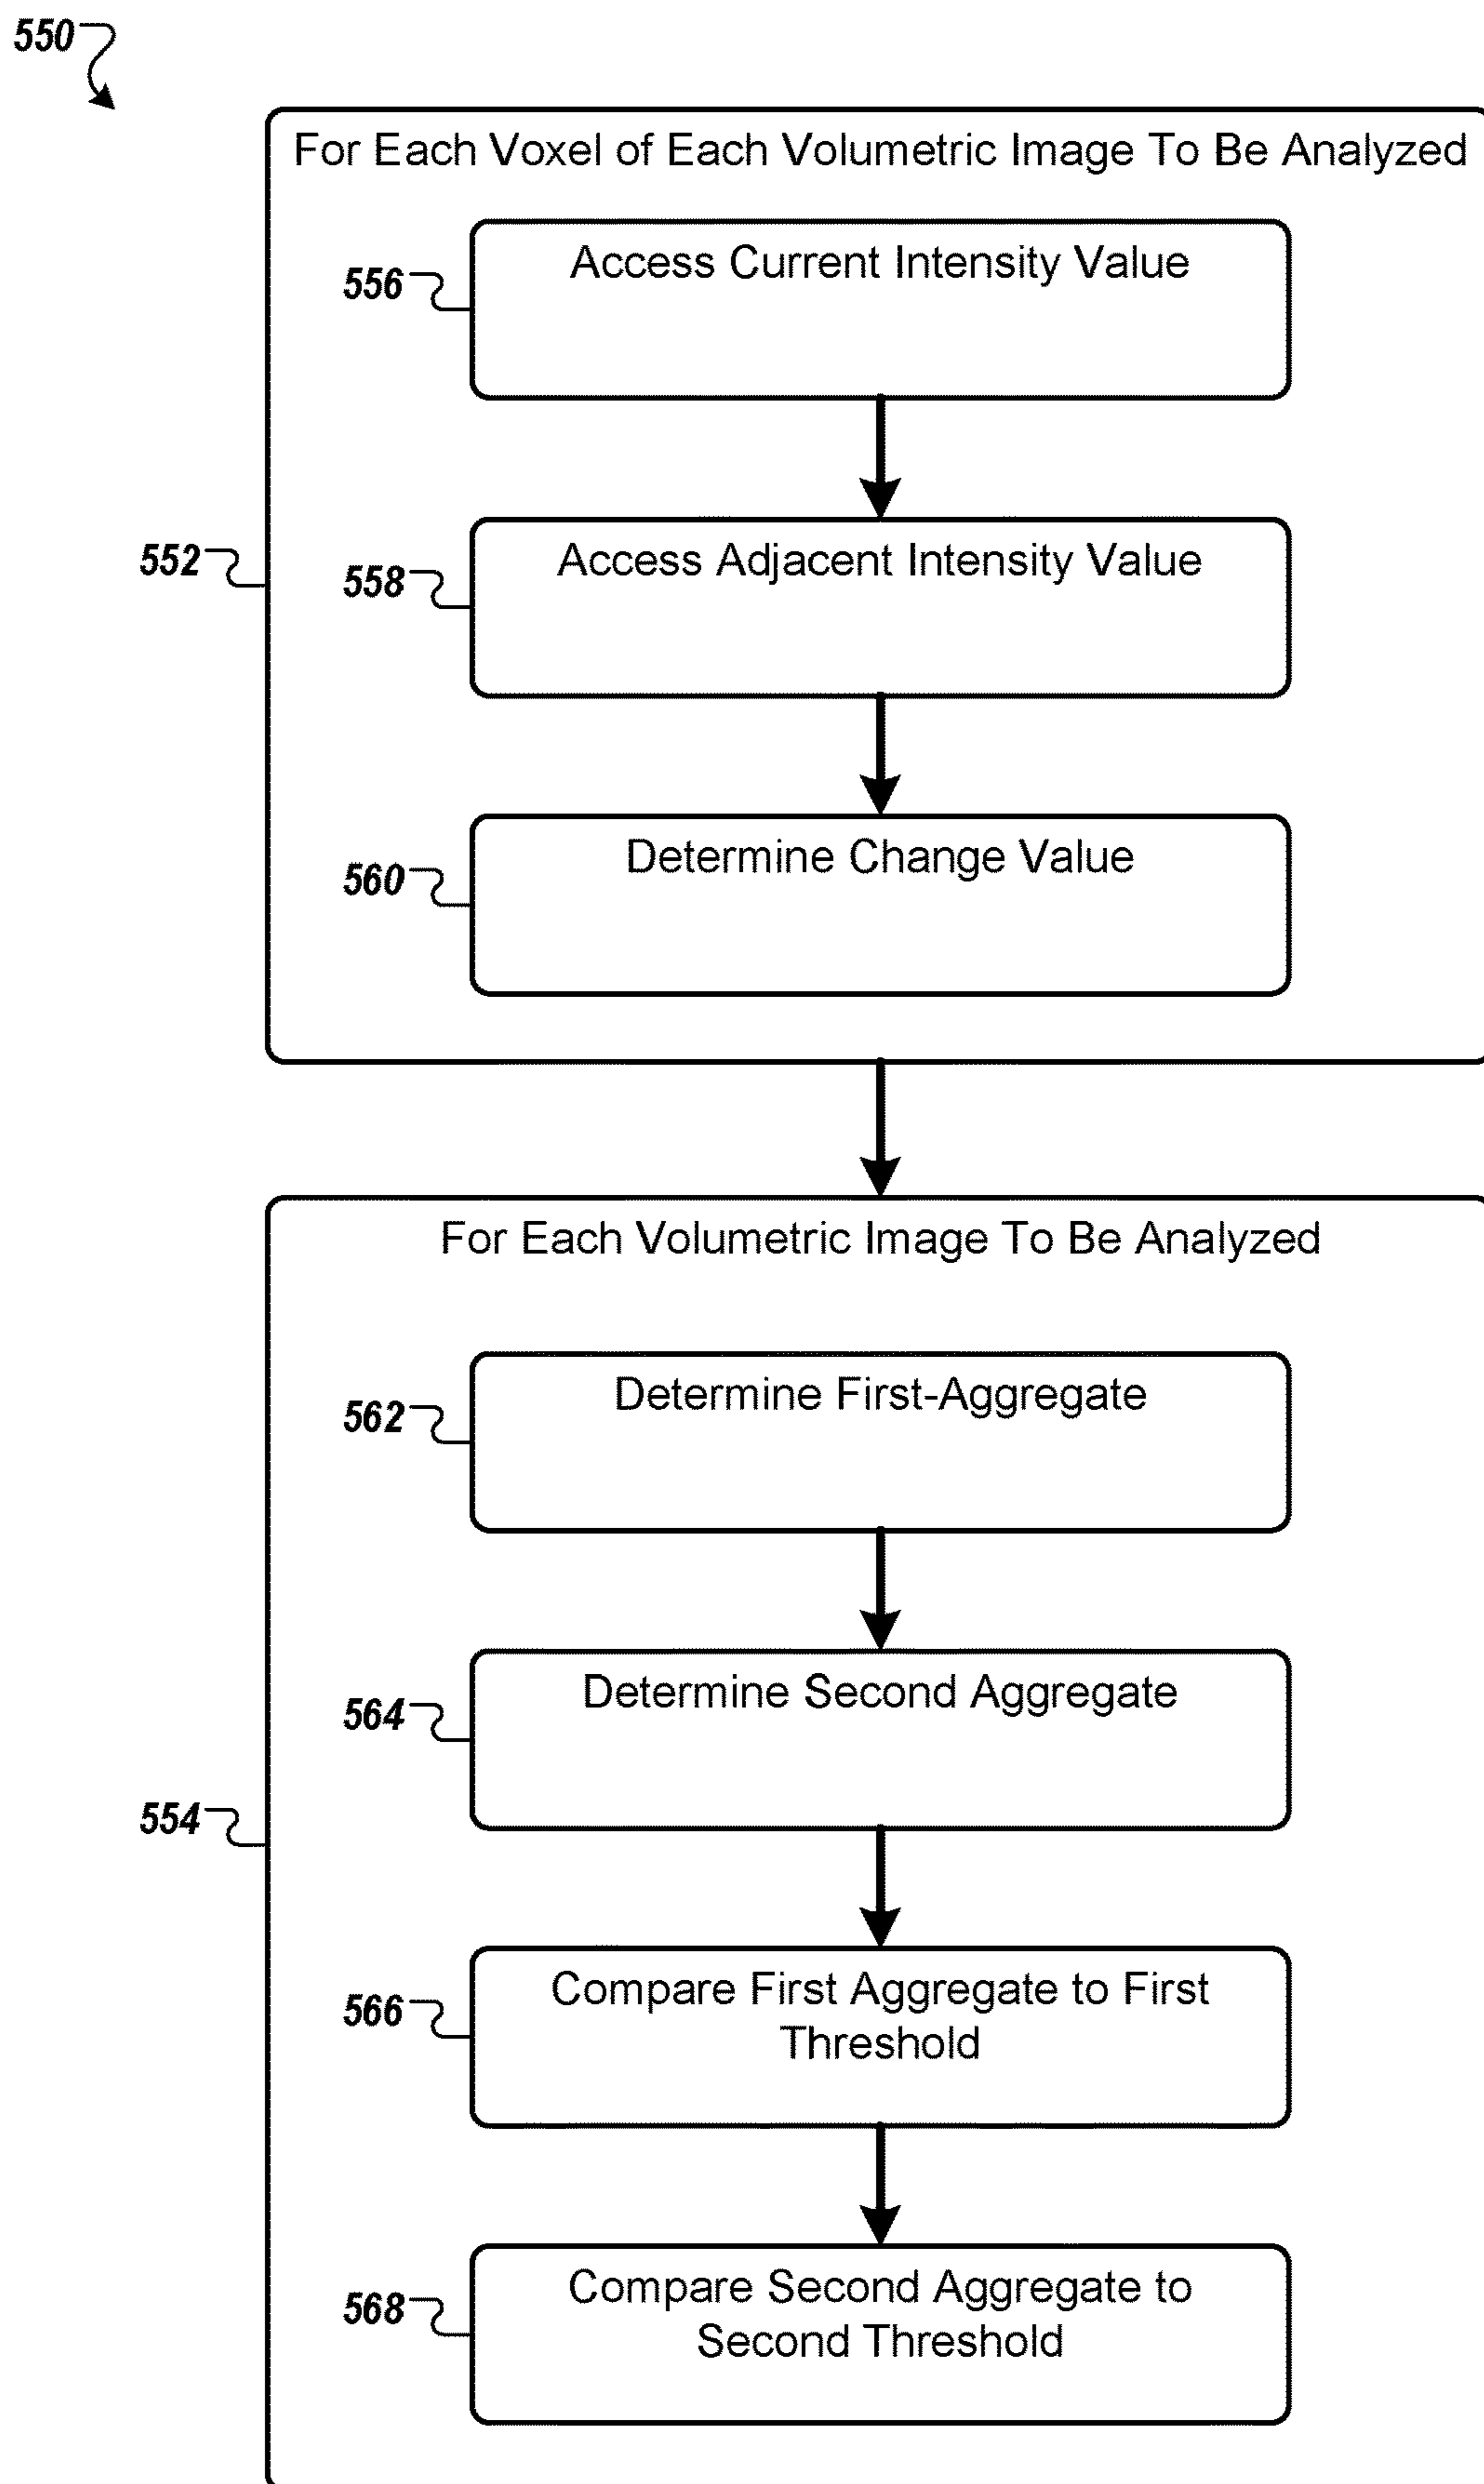 550
For Each Voxel of Each Volumetric Image To Be Analyzed
556
Access Current Intensity Value
552
558
Access Adjacent Intensity Value
560
Determine Change Value
For Each Volumetric Image To Be Analyzed
562
Determine First-Aggregate
564
Determine Second Aggregate
554
566
Compare First Aggregate to First
Threshold
568
Compare Second Aggregate to
Second Threshold